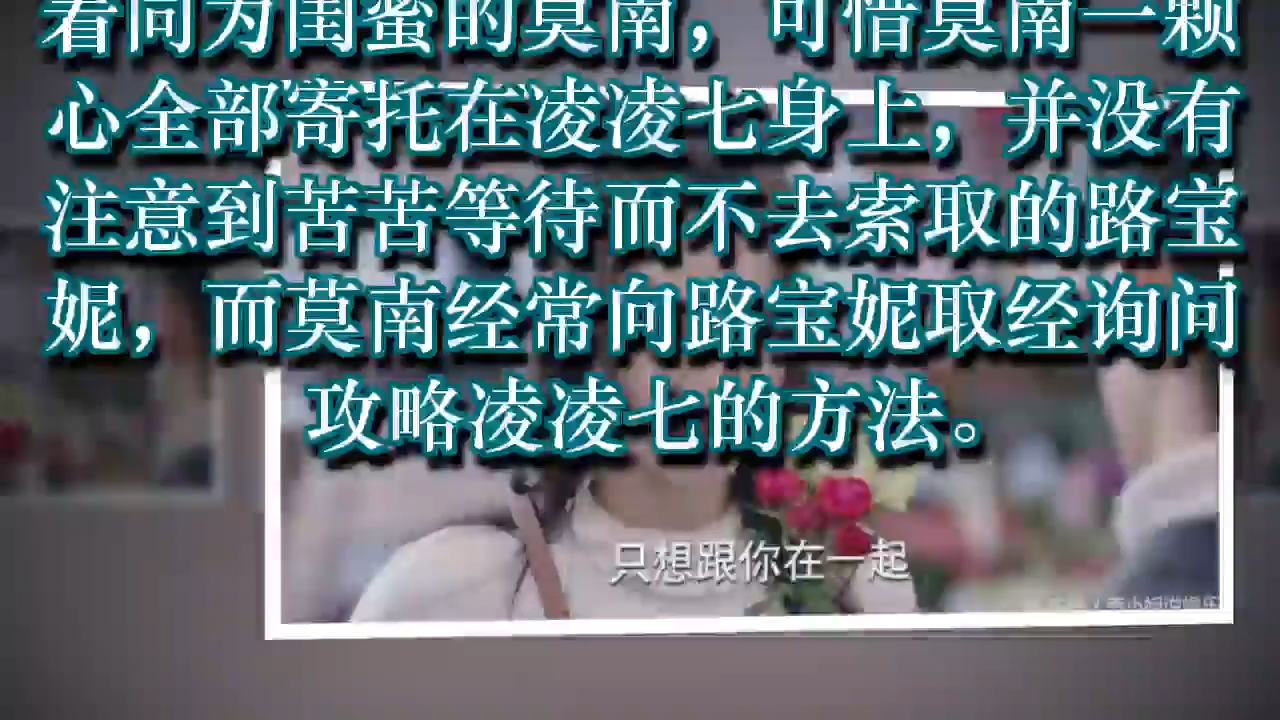 看向为闺蜜的莫南，可惜莫南一颗
心全部寄托在凌凌七身上，并没有
注意到苦苦等待而不去索取的路宝
妮，而莫南经常向路宝妮取经询问
攻略凌凌七的方法。
只想跟你在一起